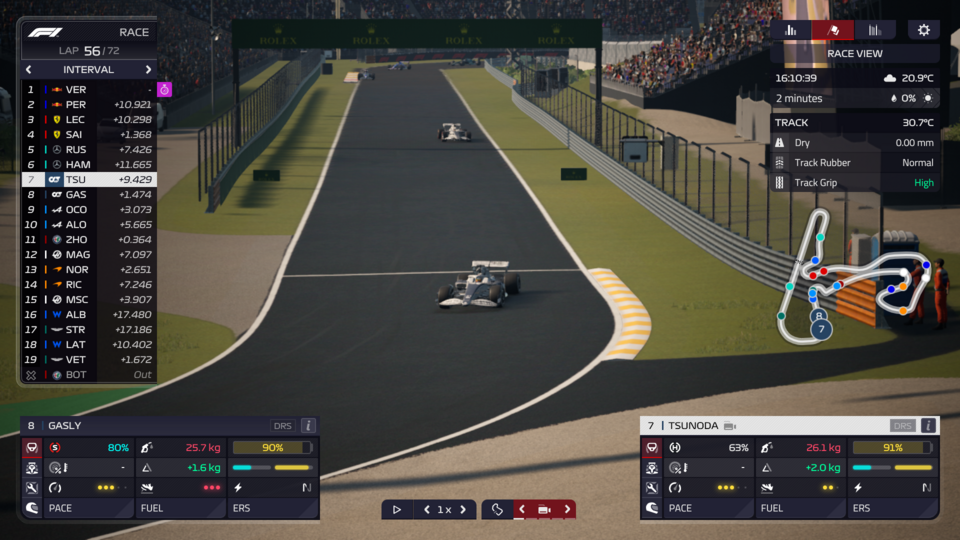 F1 RACE
LAP 56/72
INTERVAL
1 VER -
2 PER +10.921
3 LEC +10.298
4 SAI +1.368
5 RUS +7.426
6 HAM +11.665
7 TSU +9.429
8 GAS +1.474
9 OCO +3.073
10 ALO +5.665
11 ZHO +0.364
12 MAG +7.097
13 NOR +2.651
14 RIC +7.246
15 MSC +3.907
16 ALB +17.480
17 STR +17.186
18 LAT +10.402
19 VET +1.672
BOT Out
ROLEX ROLEX ROLEX ROLEX
RACE VIEW
16:10:39 20.9°C
2 minutes 0%
TRACK 30.7°C
Dry 0.00 mm
Track Rubber Normal
Track Grip High
8
7
8 GASLY DRS i
S 80% 25.7 kg 90%
- +1.6 kg
N
PACE FUEL ERS
1x
7 TSUNODA DRS i
H 63% 26.1 kg 91%
- +2.0 kg
N
PACE FUEL ERS